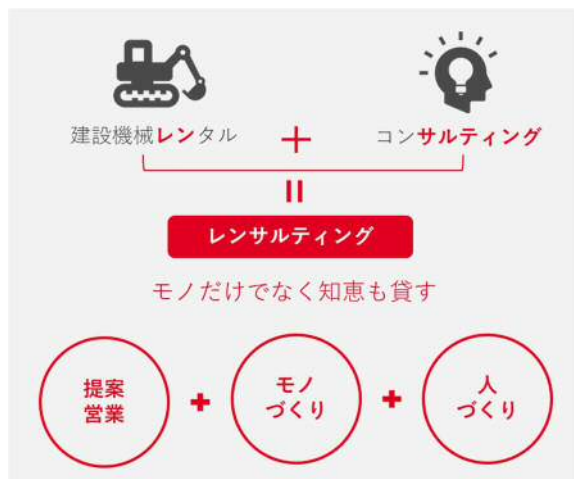 建設機械レンタル + コンサルティング
=
レンサルティング
モノだけでなく知恵も貸す
提案
営業
+
モノ
づくり
+
人
づくり